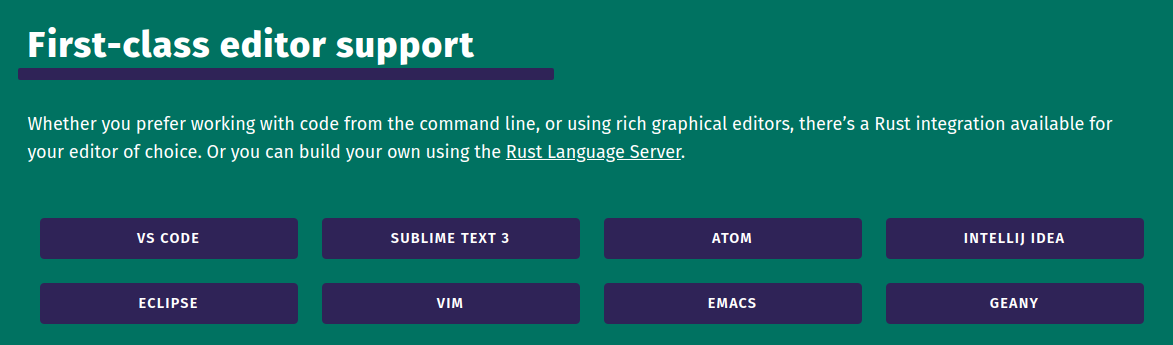 First-class editor support
Whether you prefer working with code from the command line, or using rich graphical editors, there’s a Rust integration available for
your editor of choice. Or you can build your own using the Rust Language Server.
VS CODE
SUBLIME TEXT 3
ATOM
INTELLIJ IDEA
ECLIPSE
VIM
EMACS
GEANY